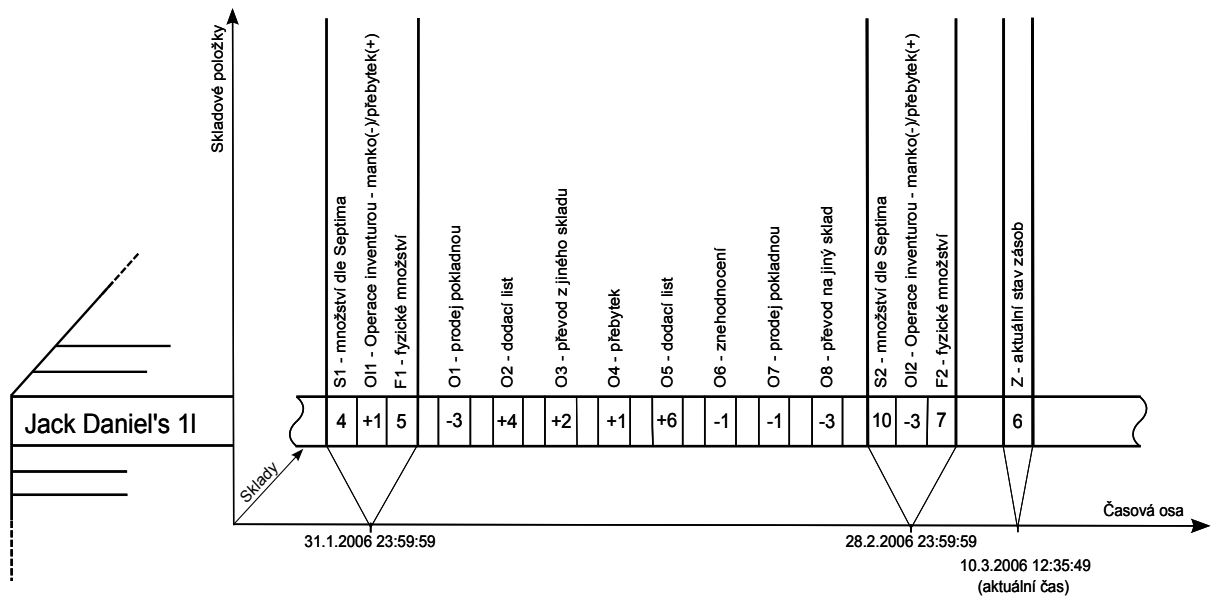 Skladové položky
S1 - množství dle Septima
OI1 - Operace inventurou - manko(-)/přebytek(+)
F1 - fyzické množství
O1 - prodej pokladnou
O2 - dodací list
O3 - převod z jiného skladu
O4 - přebytek
O5 - dodací list
O6 - znehodnocení
O7 - prodej pokladnou
O8 - převod na jiný sklad
S2 - množství dle Septima
OI2 - Operace inventurou - manko(-)/přebytek(+)
F2 - fyzické množství
Z - aktuální stav zásob
Jack Daniel's 1l
4 +1 5 -3 +4 +2 +1 +6 -1 -1 -3 10 -3 7 6
Sklady
Časová osa
31.1.2006 23:59:59
28.2.2006 23:59:59
10.3.2006 12:35:49
(aktuální čas)